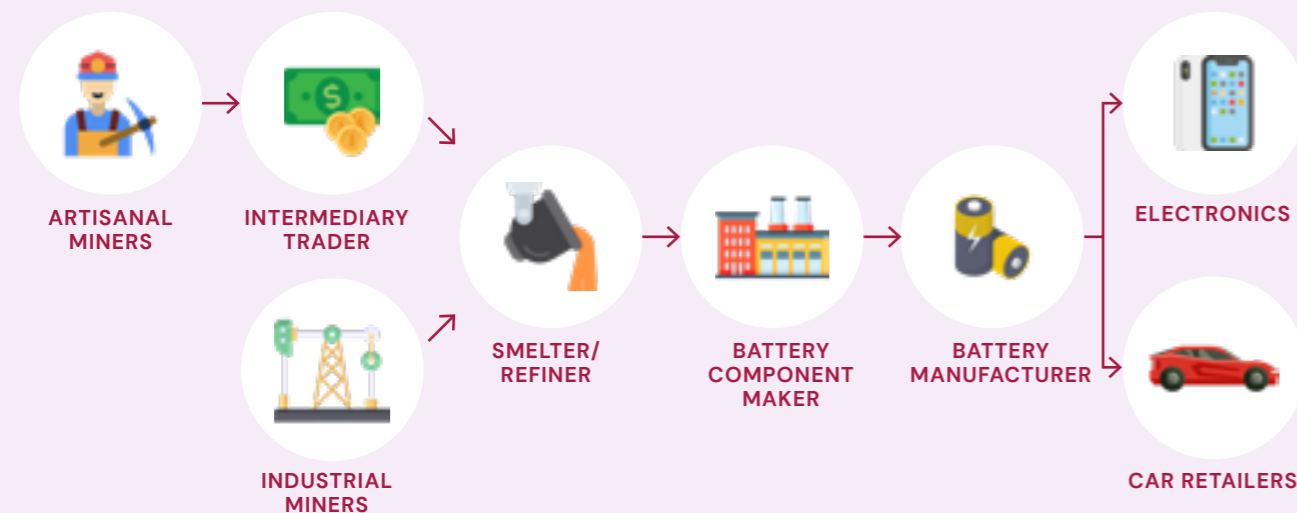 ARTISANAL
MINERS
INTERMEDIARY
TRADER
INDUSTRIAL
MINERS
SMELTER/
REFINER
BATTERY
COMPONENT
MAKER
BATTERY
MANUFACTURER
ELECTRONICS
CAR RETAILERS